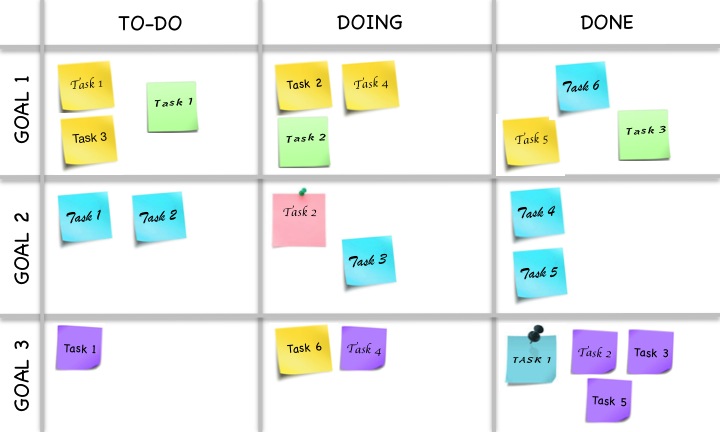 TO-DO
DOING
DONE
GOAL 1
Task 1
Task 1
Task 3
Task 2
Task 4
Task 2
Task 6
Task 5
Task 3
GOAL 2
Task 1
Task 2
Task 2
Task 3
Task 4
Task 5
GOAL 3
Task 1
Task 6
Task 4
TASK 1
Task 2
Task 3
Task 5